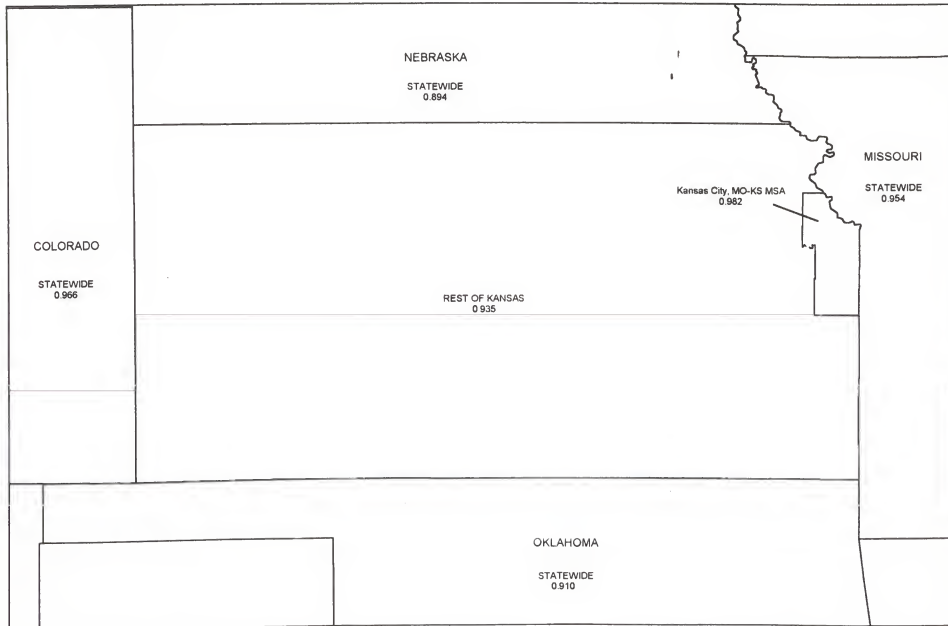 NEBRASKA
STATEWIDE
0.894
MISSOURI
STATEWIDE
0.954
Kansas City, MO-KS MSA
0.982
COLORADO
STATEWIDE
0.966
REST OF KANSAS
0.935
OKLAHOMA
STATEWIDE
0.910